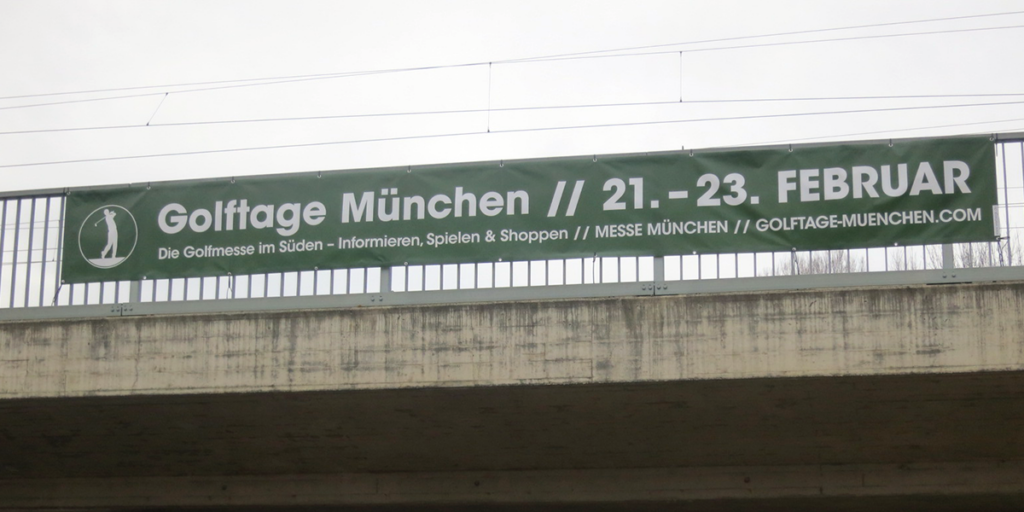 Golftage München // 21. – 23. FEBRUAR
Die Golfmesse im Süden – Informieren, Spielen & Shoppen // MESSE MÜNCHEN // GOLFTAGE-MUENCHEN.COM